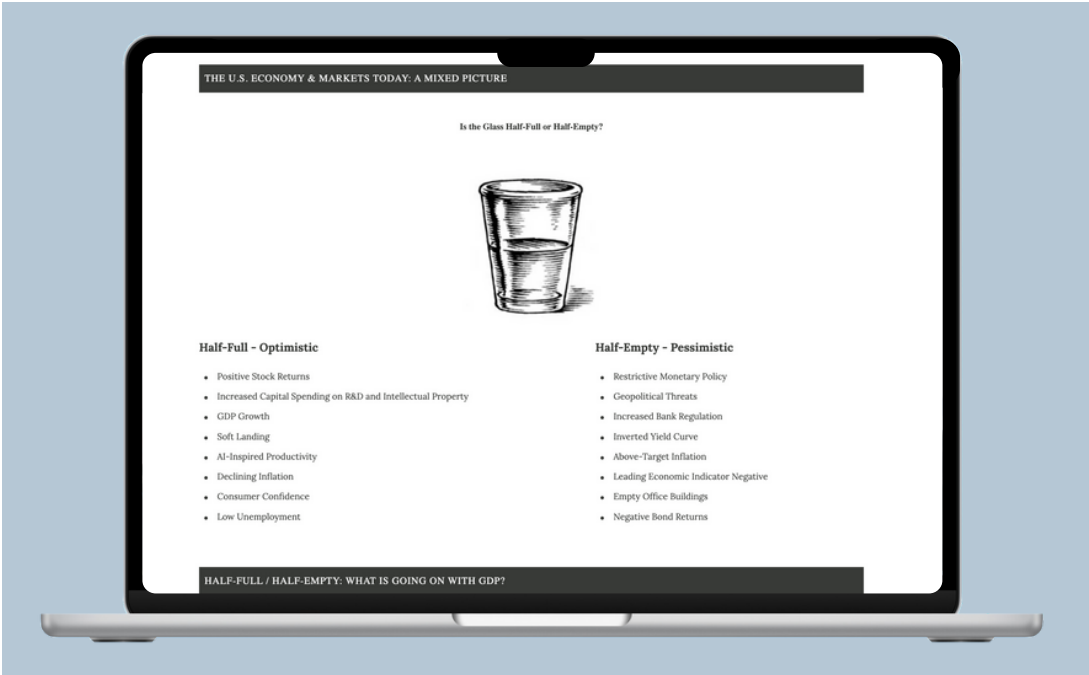 THE U.S. ECONOMY & MARKETS TODAY: A MIXED PICTURE
Is the Glass Half-Full or Half-Empty?
Half-Full - Optimistic
• Positive Stock Returns
• Increased Capital Spending on R&D and Intellectual Property
• GDP Growth
• Soft Landing
• AI-Inspired Productivity
• Declining Inflation
• Consumer Confidence
• Low Unemployment
Half-Empty - Pessimistic
• Restrictive Monetary Policy
• Geopolitical Threats
• Increased Bank Regulation
• Inverted Yield Curve
• Above-Target Inflation
• Leading Economic Indicator Negative
• Empty Office Buildings
• Negative Bond Returns
HALF-FULL / HALF-EMPTY: WHAT IS GOING ON WITH GDP?